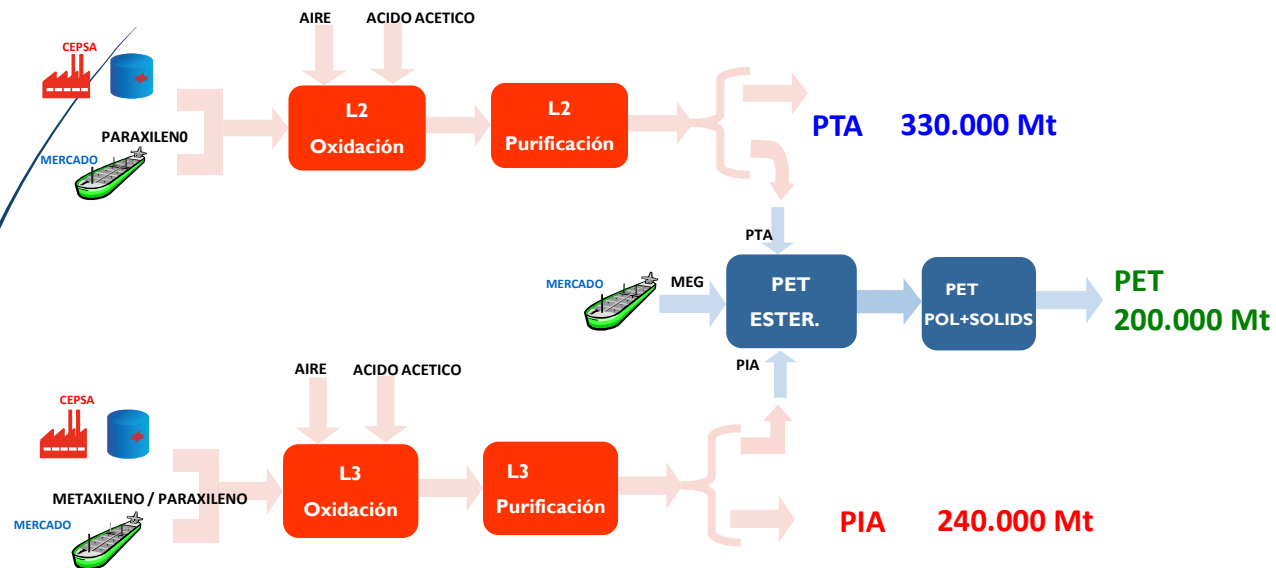 AIRE
ACIDO ACETICO
CEPSA
PARAXILEN0
MERCADO
L2
Oxidación
L2
Purificación
PTA 330.000 Mt
PTA
MERCADO
MEG
PET
ESTER.
PET
POL+SOLIDS
PET
200.000 Mt
PIA
AIRE
ACIDO ACETICO
CEPSA
METAXILENO / PARAXILENO
MERCADO
L3
Oxidación
L3
Purificación
PIA 240.000 Mt